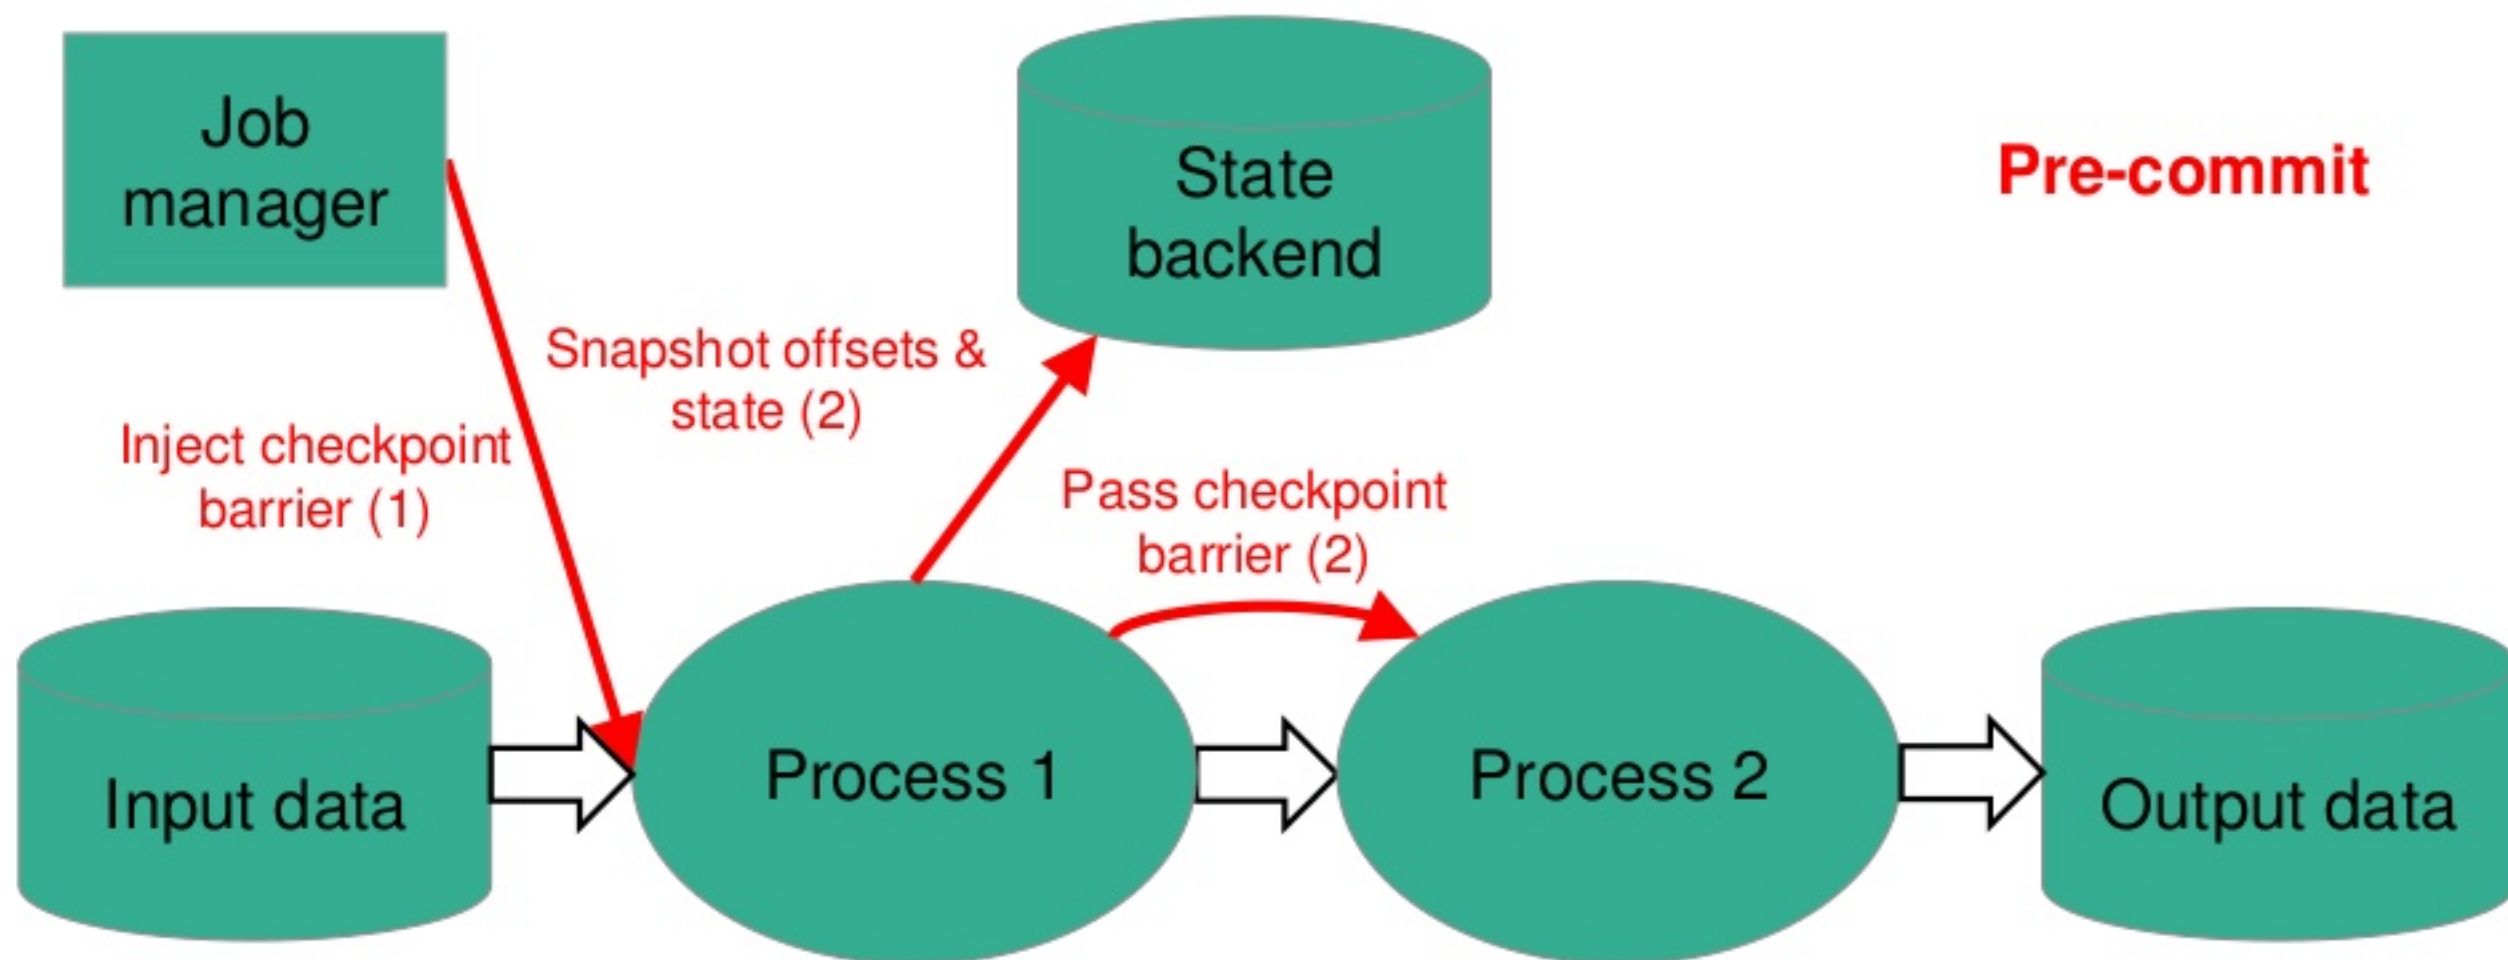 Job
manager
State
backend
Pre-commit
Snapshot offsets &
state (2)
Inject checkpoint
barrier (1)
Pass checkpoint
barrier (2)
Input data
Process 1
Process 2
Output data